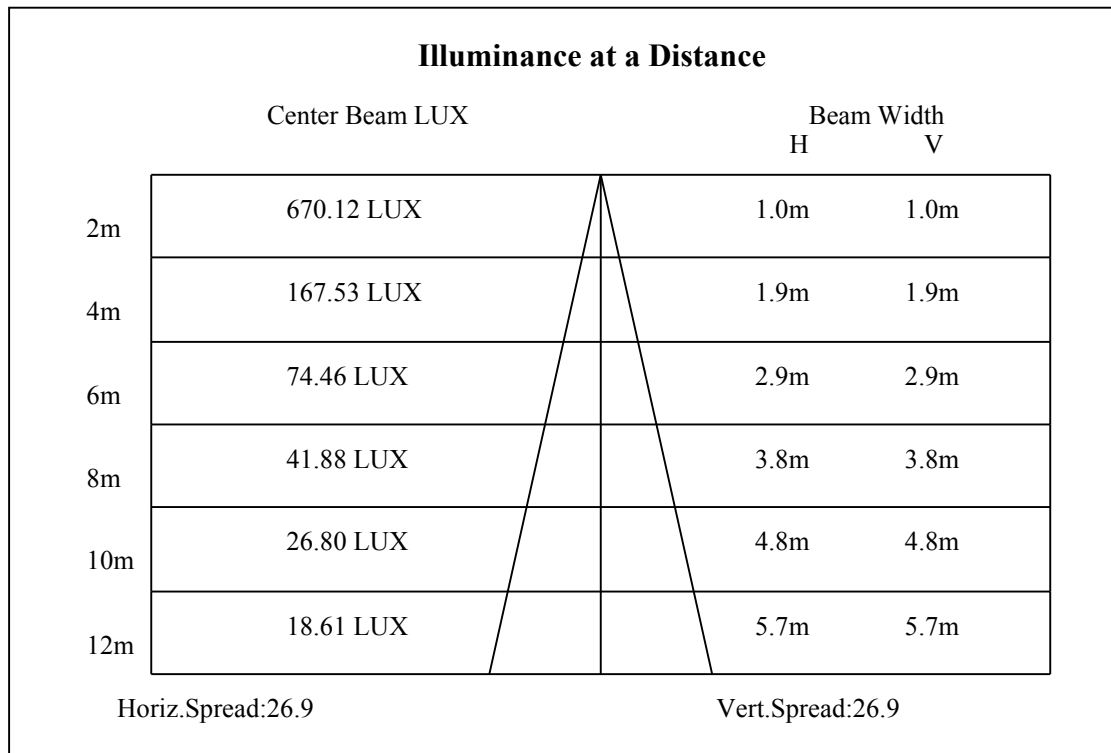 Illuminance at a Distance
Center Beam LUX Beam Width
H V
670.12 LUX 1.0m 1.0m
2m
167.53 LUX 1.9m 1.9m
4m
74.46 LUX 2.9m 2.9m
6m
41.88 LUX 3.8m 3.8m
8m
26.80 LUX 4.8m 4.8m
10m
18.61 LUX 5.7m 5.7m
12m
Horiz.Spread:26.9 Vert.Spread:26.9